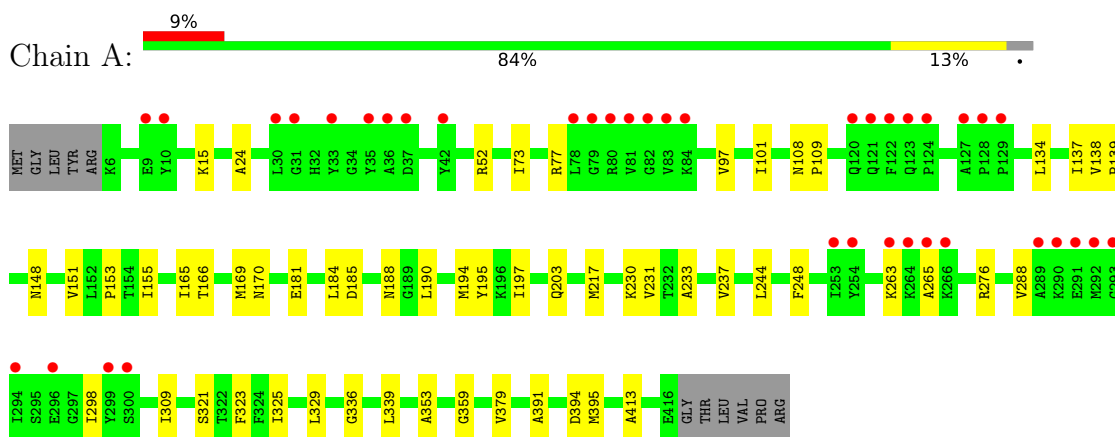 9%
Chain A:
84% 13% •
MET GLY LEU TYR ARG K6 E9 Y10 K15 A24 L30 G31 H32 Y33 G34 Y35 A36 D37 Y42 R52 I73 R77 L78 G79 R80 V81 G82 V83 K84 V97 I101 N108 P109 Q120 Q121 F122 Q123 P124 A127 P128 P129 L134 I137 V138
N148 V151 L152 P153 T154 I155 I165 T166 M169 N170 E181 L184 D185 N188 G189 L190 M194 Y195 K196 I197 Q203 M217 K230 V231 T232 A233 V237 L244 F248 I253 Y254 K263 K264 A265 K266 R276 V288 A289 K290 E291 M292
I294 S295 E296 G297 I298 Y299 S300 I309 S321 T322 F323 F324 I325 L329 G336 L339 A353 G359 V379 A391 D394 M395 A413 E416 GLY THR LEU VAL PRO ARG